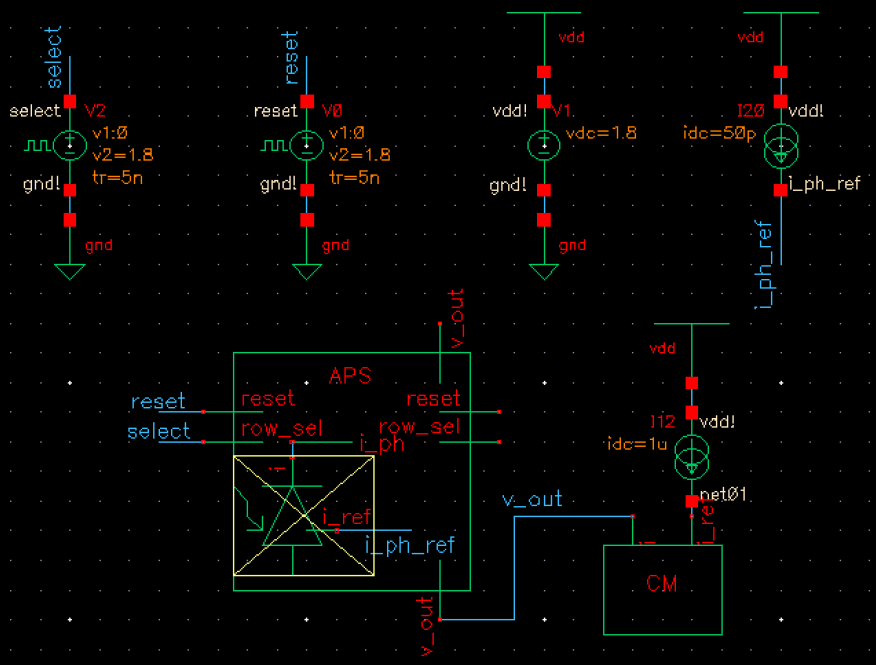 select
select
V2
v1:0
v2=1.8
tr=5n
gnd!
gnd
reset
reset
V0
v1:0
v2=1.8
tr=5n
gnd!
gnd
vdd
vdd!
V1
vdc=1.8
gnd!
gnd
vdd
I20
vdd!
idc=50p
i_ph_ref
i_ph_ref
v_out
APS
reset
reset
reset
select
row_sel
row_sel
i_ph
i
i_ref
i_ph_ref
v_out
v_out
vdd
I12
vdd!
idc=1u
net01
i_ref
i
CM